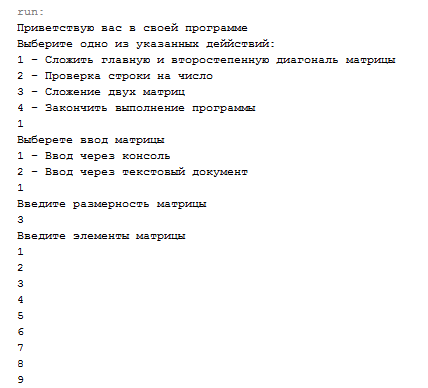 run:
Приветствую вас в своей программе
Выберите одно из указанных деййствий:
1 - Сложить главную и второстепенную диагональ матрицы
2 - Проверка строки на число
3 - Сложение двух матриц
4 - Закончить выполнение программы
1
Выберете ввод матрицы
1 - Ввод через консоль
2 - Ввод через текстовый документ
1
Введите размерность матрицы
3
Введите элементы матрицы
1
2
3
4
5
6
7
8
9